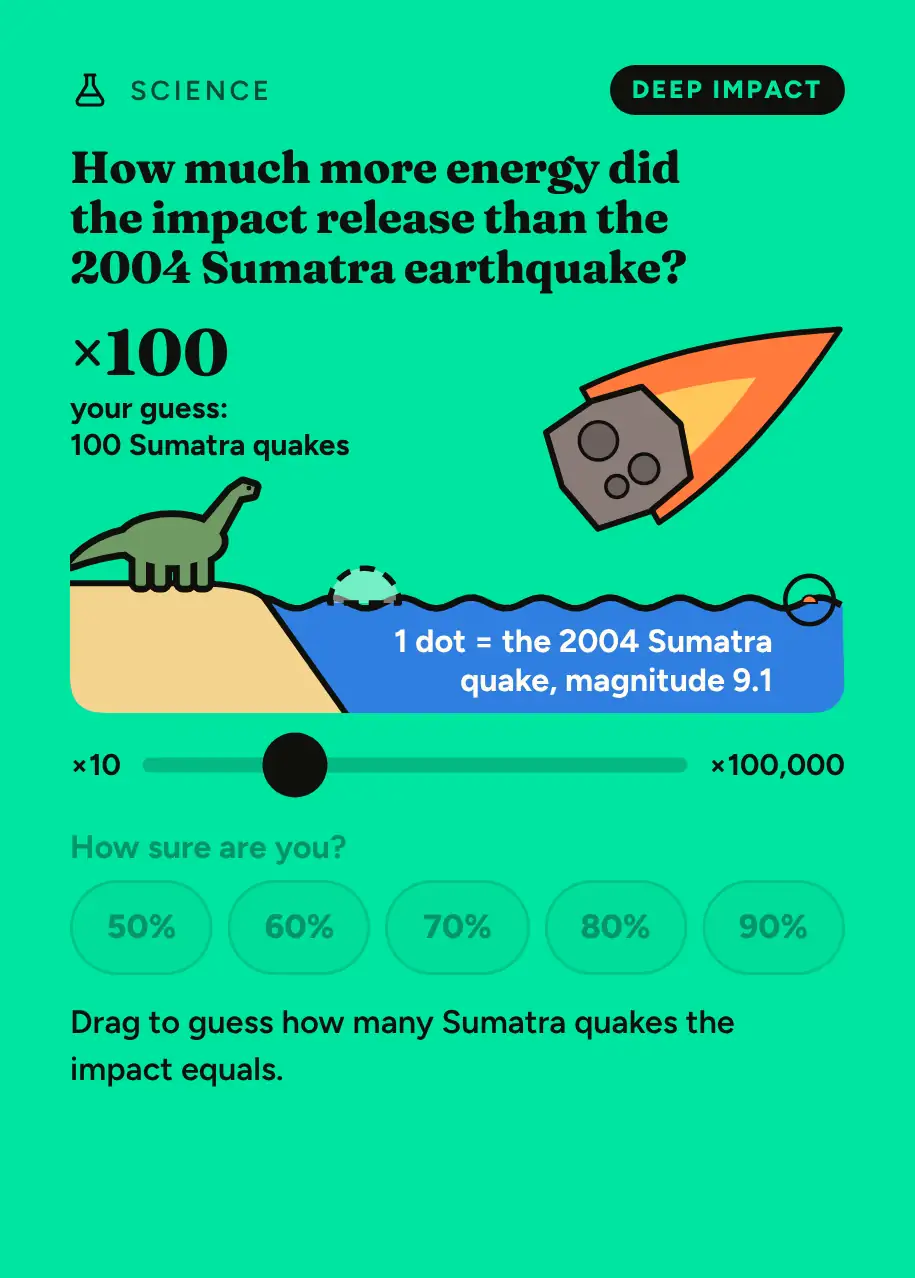 SCIENCE
DEEP IMPACT
How much more energy did
the impact release than the
2004 Sumatra earthquake?
×100
your guess:
100 Sumatra quakes
1 dot = the 2004 Sumatra
quake, magnitude 9.1
×10
×100,000
How sure are you?
50%
60%
70%
80%
90%
Drag to guess how many Sumatra quakes the
impact equals.